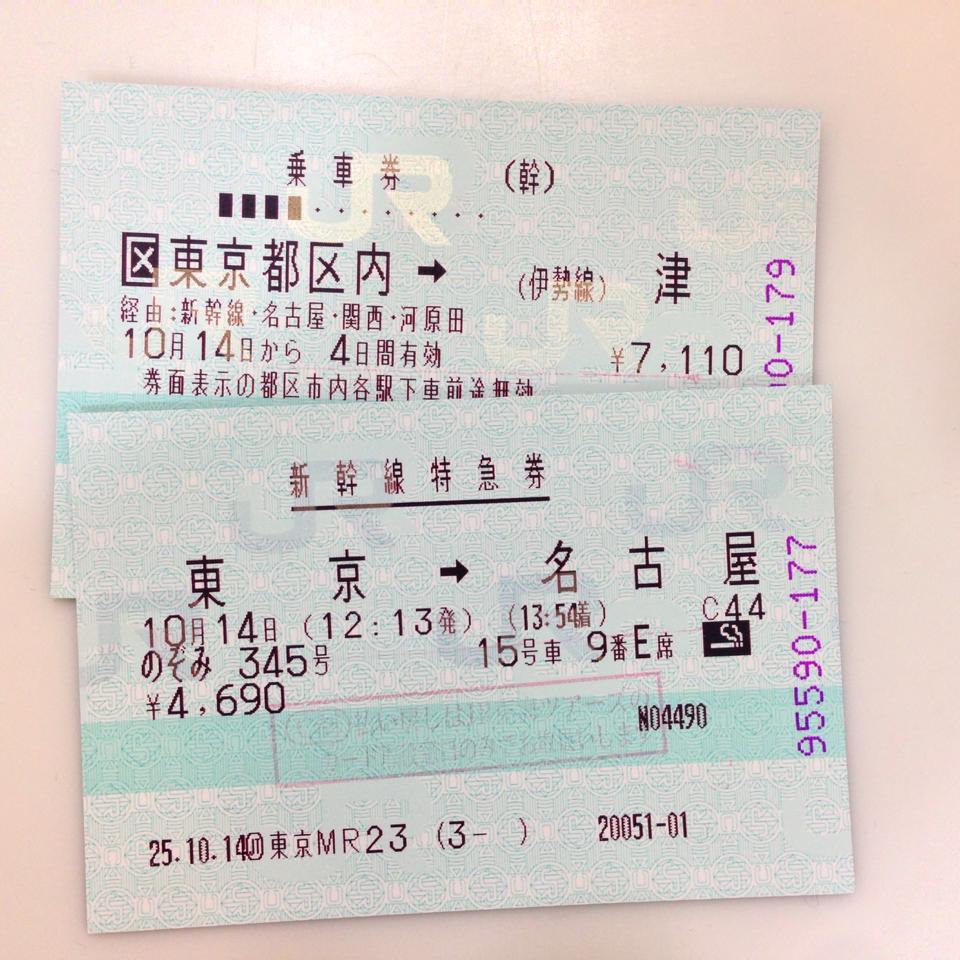 乗車券 (幹)
区 東京都区内 → (伊勢線) 津
経由:新幹線・名古屋・関西・河原田
10月14日から 4日間有効 ¥7,110
券面表示の都区市内各駅下車前途無効
0-179
新幹線特急券
東京 → 名古屋
10月14日 (12:13発) (13:54着) C44
のぞみ 345号 15号車 9番E席
¥4,690
N04490
25.10.14 東京MR23 (3- ) 20051-01
95590-177